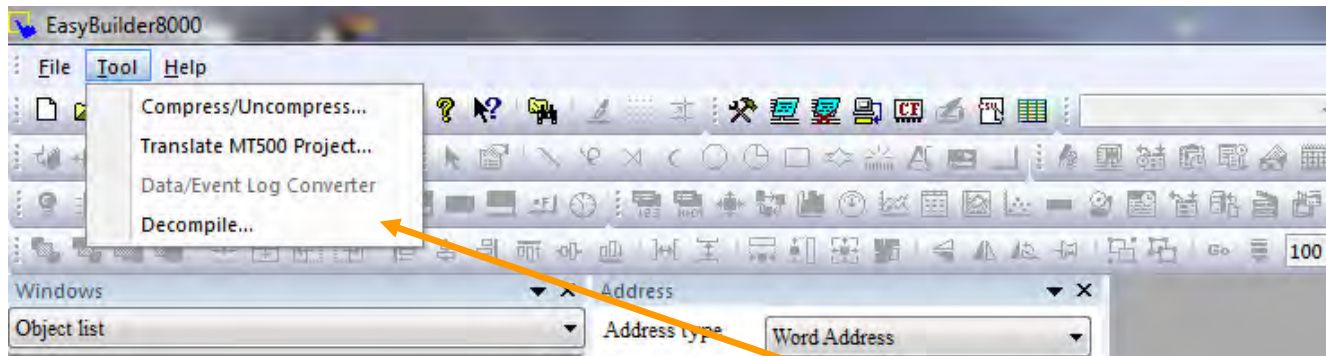 EasyBuilder8000
File Tool Help
Compress/Uncompress...
Translate MT500 Project...
Data/Event Log Converter
Decompile...
CF
Go 100
Windows Address
Object list Address type Word Address